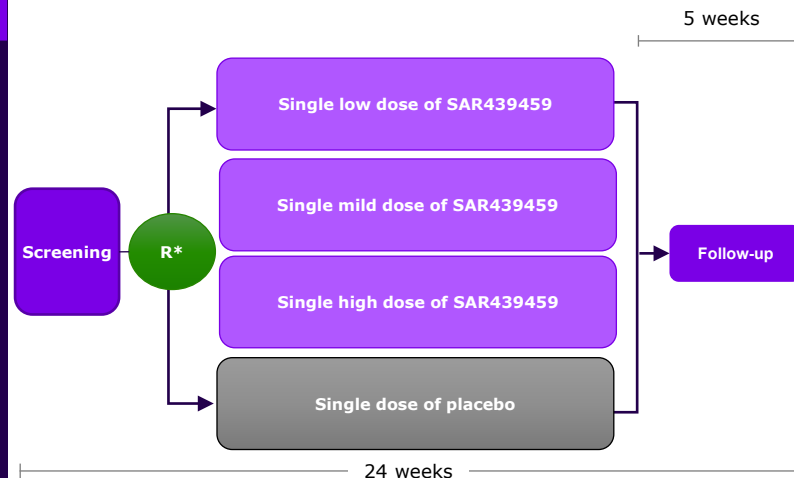 5 weeks
Single low dose of SAR439459
Single mild dose of SAR439459
Screening
R*
Follow-up
Single high dose of SAR439459
Single dose of placebo
24 weeks